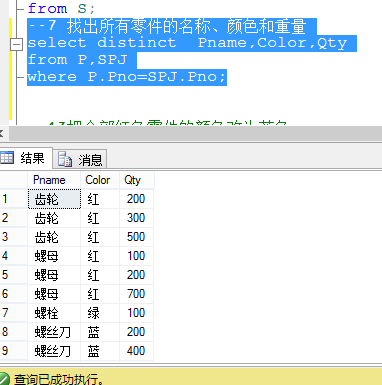 from S;
--7 找出所有零件的名称、颜色和重量
select distinct  Pname,Color,Qty
from P,SPJ
where P.Pno=SPJ.Pno;
结果 消息
Pname Color Qty
1 齿轮 红 200
2 齿轮 红 300
3 齿轮 红 500
4 螺母 红 100
5 螺母 红 200
6 螺母 红 700
7 螺栓 绿 100
8 螺丝刀 蓝 200
9 螺丝刀 蓝 400
查询已成功执行。